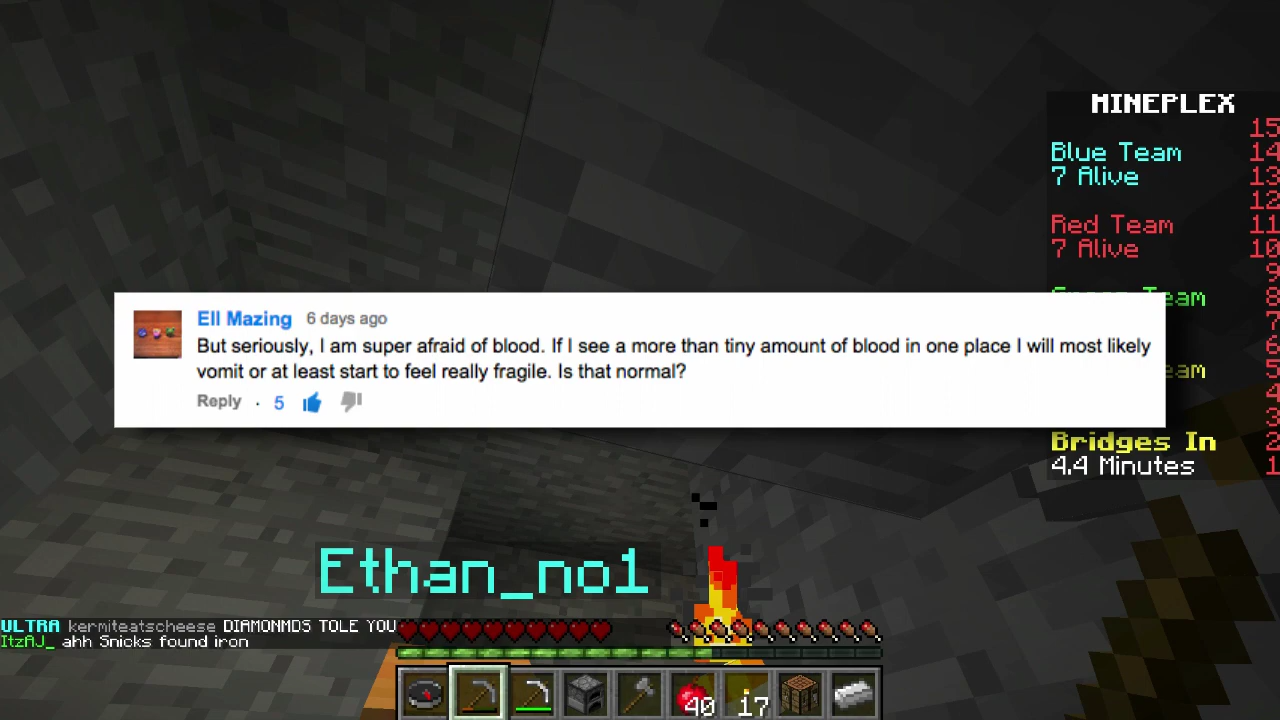 MINEPLEX
15
Blue Team 14
7 Alive 13
12
Red Team 11
7 Alive 10
9
Team 8
7
6
5
4
3
Bridges In 2
4.4 Minutes 1
Ell Mazing 6 days ago
But seriously, I am super afraid of blood. If I see a more than tiny amount of blood in one place I will most likely
vomit or at least start to feel really fragile. Is that normal?
Reply · 5
Ethan_no1
ULTRA kermiteatscheese DIAMONMDS TOLE YOU
ItzAJ_ ahh Snicks found iron
40 17